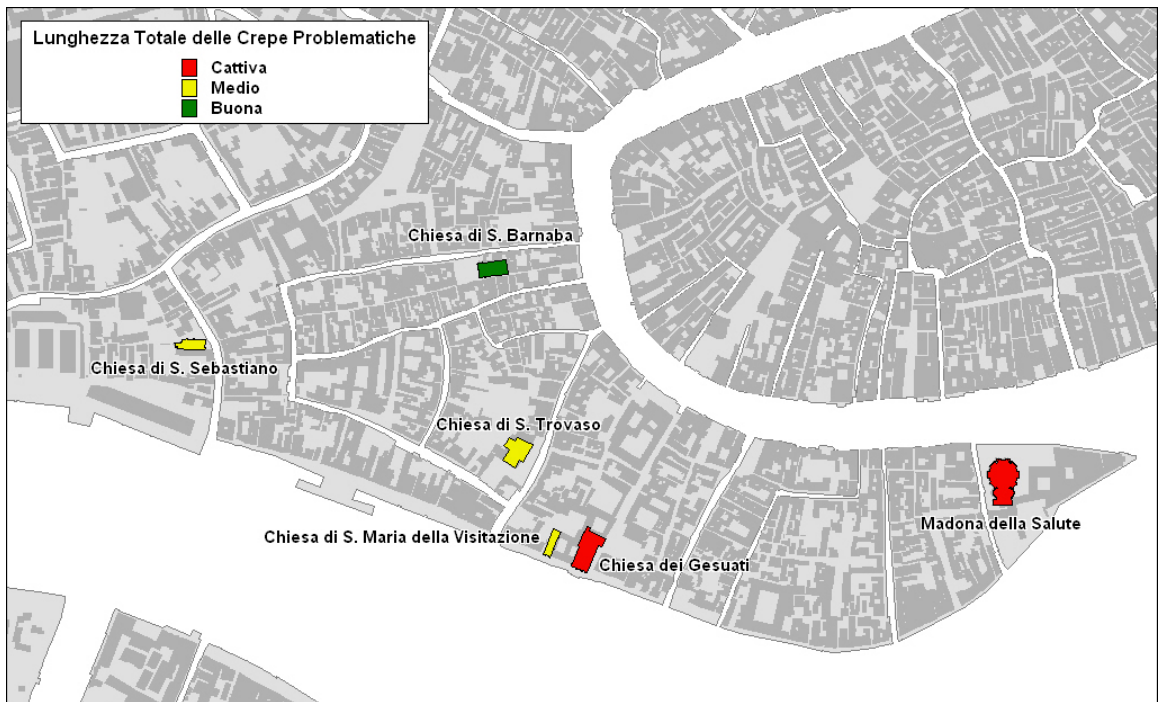 Lunghezza Totale delle Crepe Problematiche
Cattiva
Medio
Buona
Chiesa di S. Barnaba
Chiesa di S. Sebastiano
Chiesa di S. Trovaso
Madona della Salute
Chiesa di S. Maria della Visitazione
Chiesa dei Gesuati